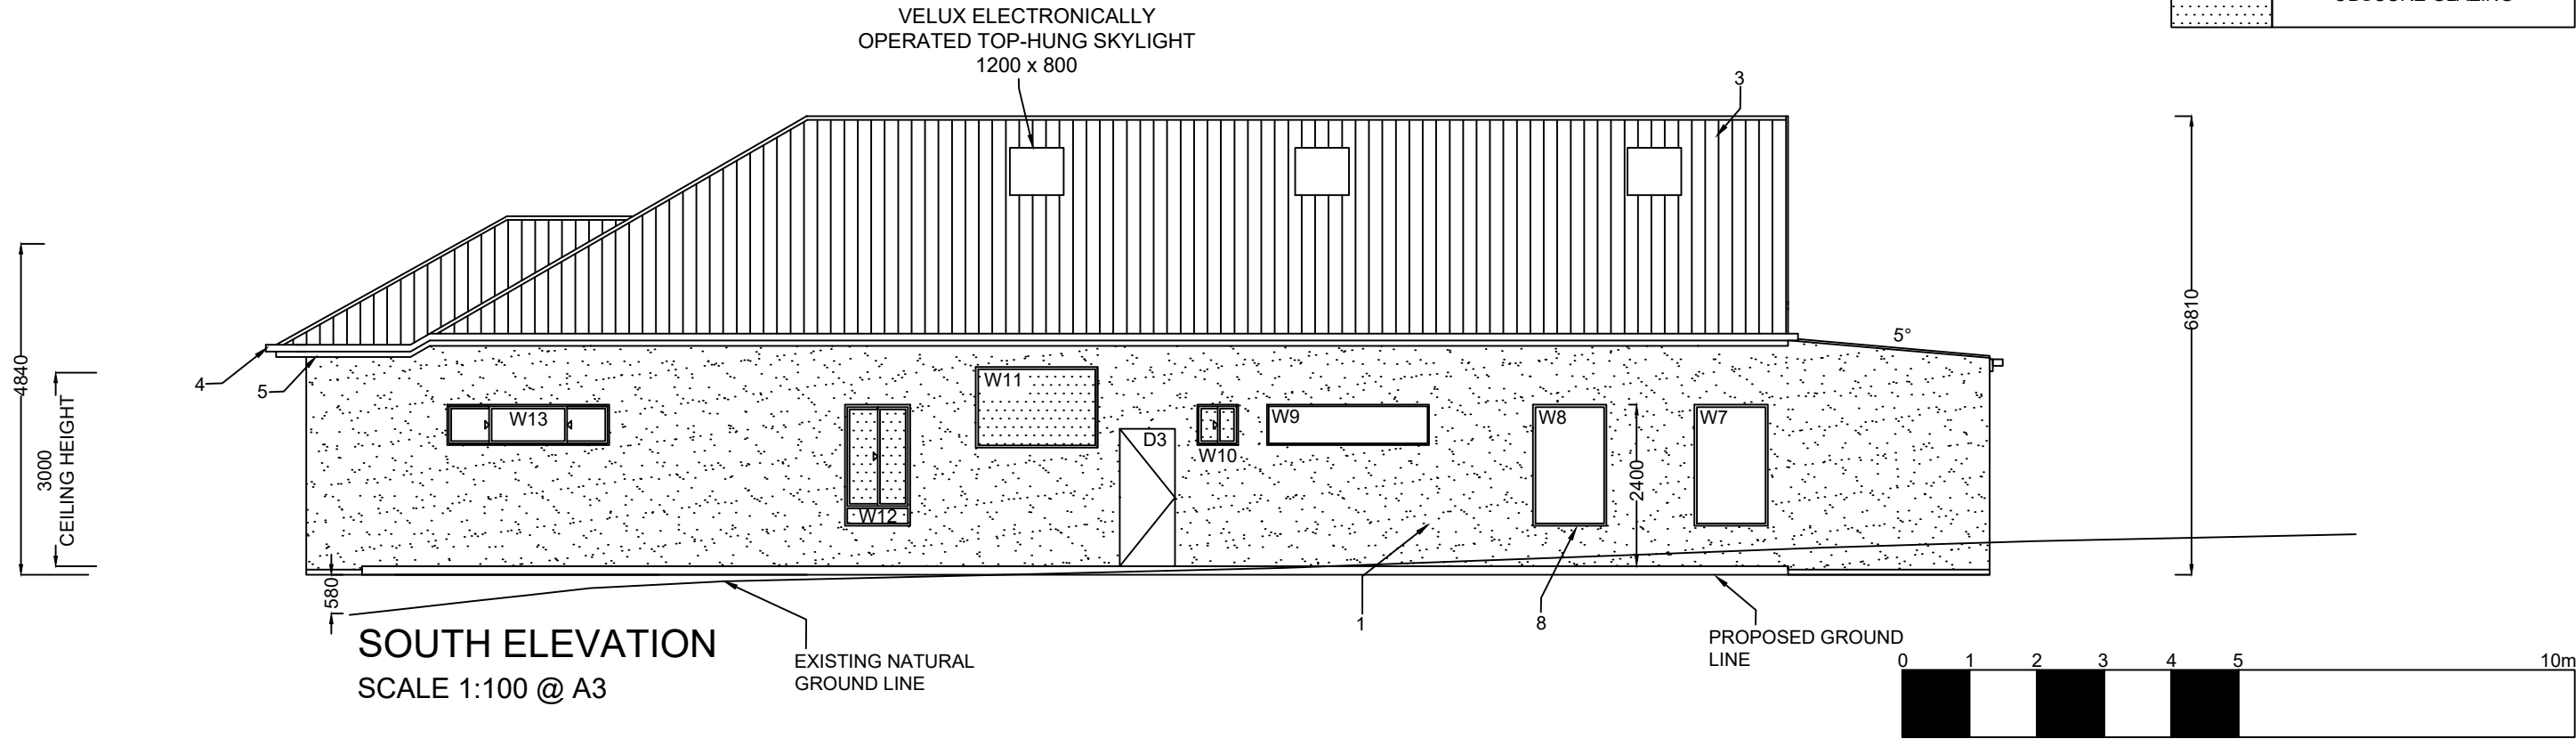 VELUX ELECTRONICALLY
OPERATED TOP-HUNG SKYLIGHT
1200 x 800
3
5°
6810
4840
3000
CEILING HEIGHT
4
5
W13
W12
W11
D3
W10
W9
W8
2400
W7
580
1
8
SOUTH ELEVATION
SCALE 1:100 @ A3
EXISTING NATURAL
GROUND LINE
PROPOSED GROUND
LINE
0 1 2 3 4 5 10m